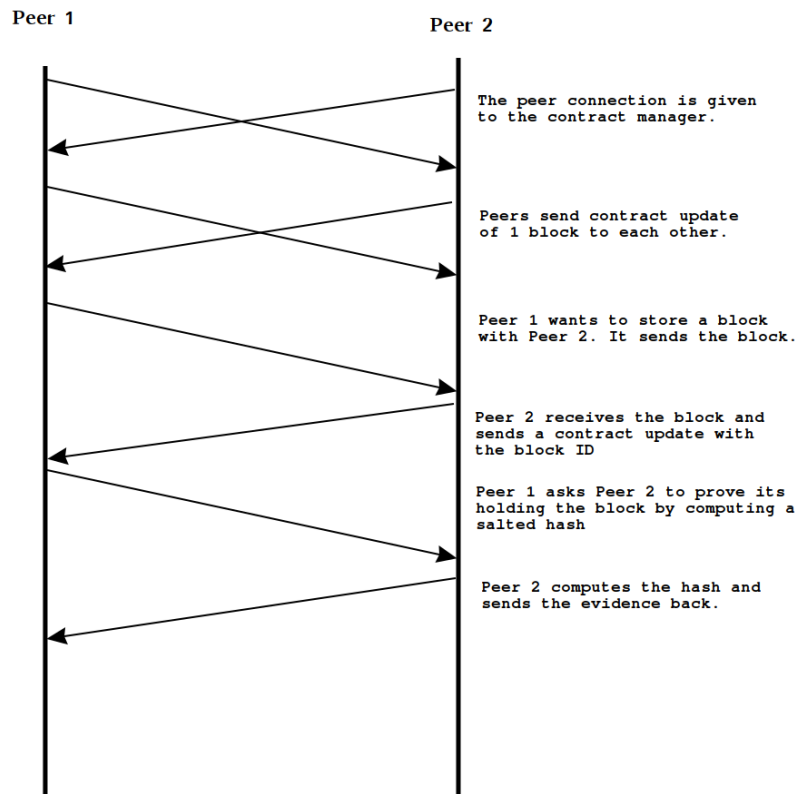 Peer 1
Peer 2
The peer connection is given
to the contract manager.
Peers send contract update
of 1 block to each other.
Peer 1 wants to store a block
with Peer 2. It sends the block.
Peer 2 receives the block and
sends a contract update with
the block ID
Peer 1 asks Peer 2 to prove its
holding the block by computing a
salted hash
Peer 2 computes the hash and
sends the evidence back.